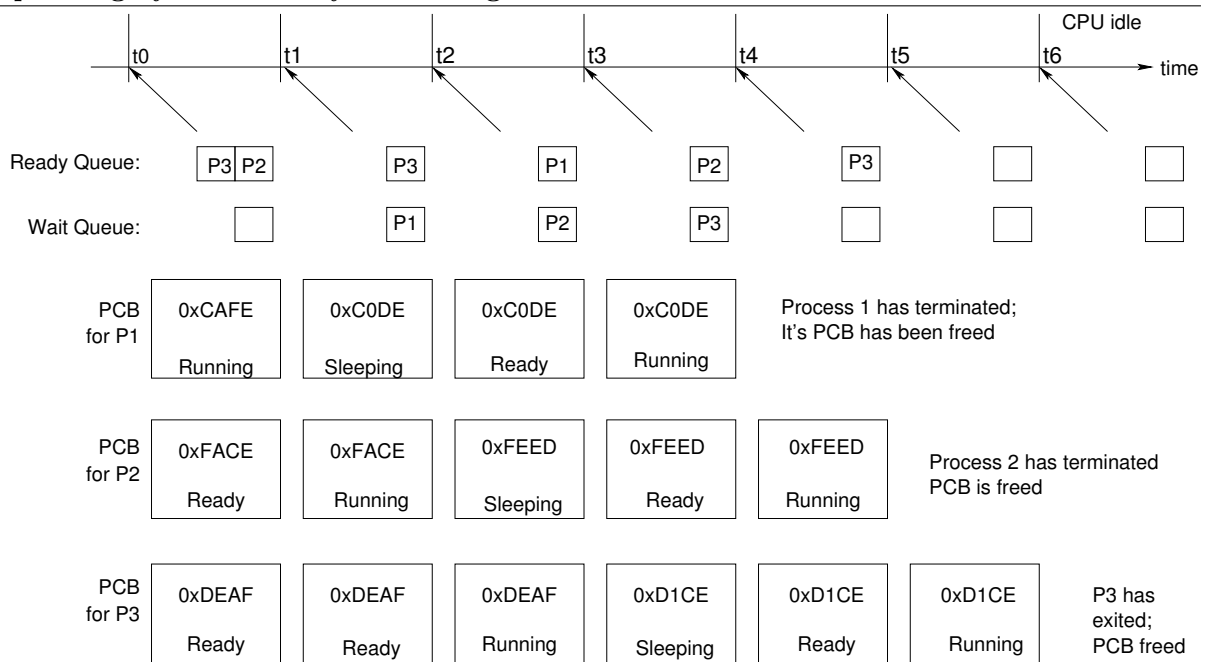 CPU idle
t0 t1 t2 t3 t4 t5 t6
time
Ready Queue: P3 P2 P3 P1 P2 P3
Wait Queue: P1 P2 P3
PCB
for P1
0xCAFE 0xC0DE 0xC0DE 0xC0DE
Running Sleeping Ready Running
Process 1 has terminated;
It's PCB has been freed
PCB
for P2
0xFACE 0xFACE 0xFEED 0xFEED 0xFEED
Ready Running Sleeping Ready Running
Process 2 has terminated
PCB is freed
PCB
for P3
0xDEAF 0xDEAF 0xDEAF 0xD1CE 0xD1CE 0xD1CE
Ready Ready Running Sleeping Ready Running
P3 has
exited;
PCB freed